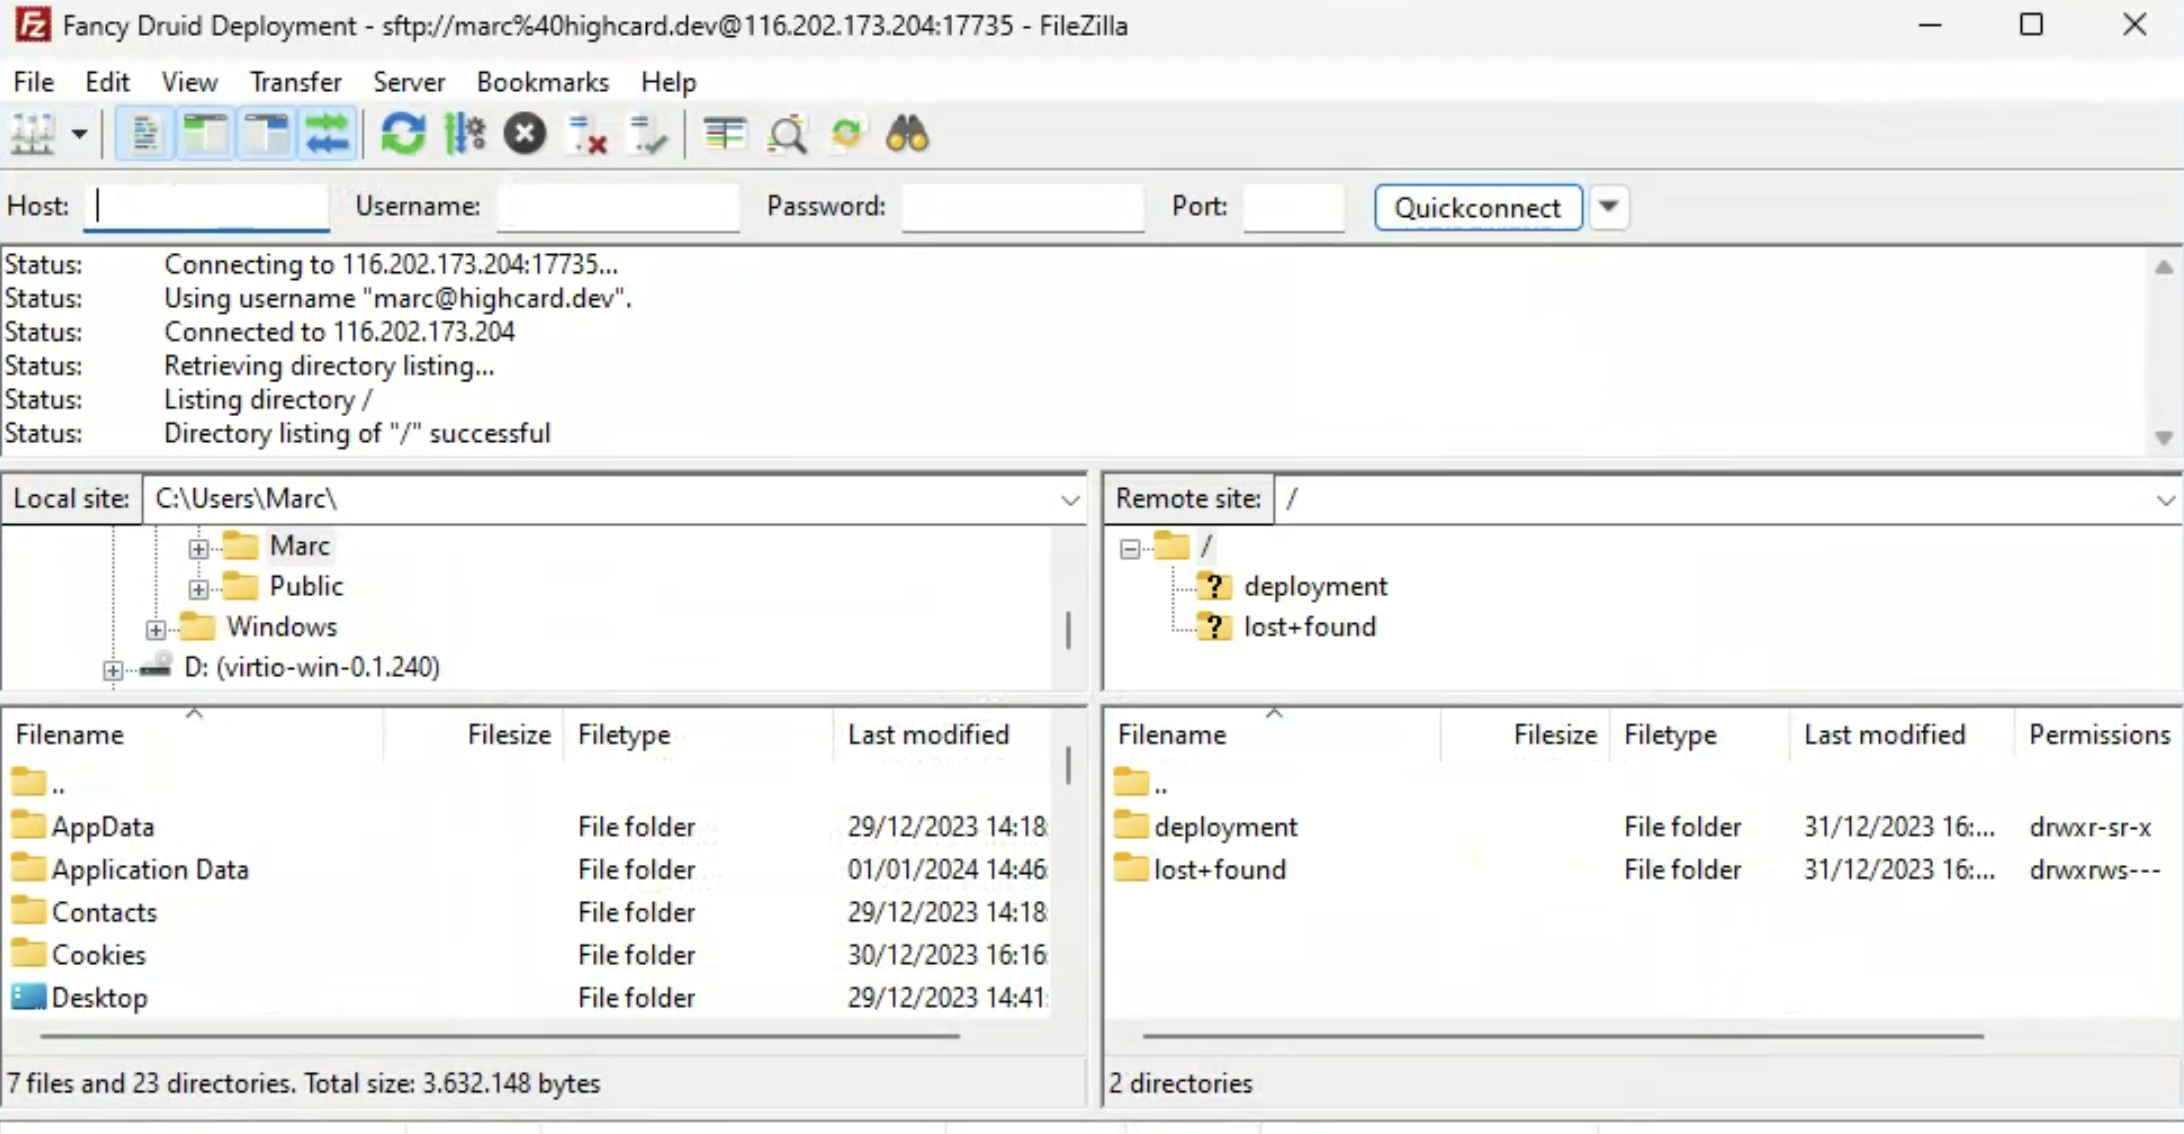 Fancy Druid Deployment - sftp://marc%40highcard.dev@116.202.173.204:17735 - FileZilla
File Edit View Transfer Server Bookmarks Help
Host: Username: Password: Port: Quickconnect
Status: Connecting to 116.202.173.204:17735...
Status: Using username "marc@highcard.dev".
Status: Connected to 116.202.173.204
Status: Retrieving directory listing...
Status: Listing directory /
Status: Directory listing of "/" successful
Local site: C:\Users\Marc\
Marc
Public
Windows
D: (virtio-win-0.1.240)
Remote site: /
/
? deployment
? lost+found
Filename Filesize Filetype Last modified
..
AppData File folder 29/12/2023 14:18:
Application Data File folder 01/01/2024 14:46:
Contacts File folder 29/12/2023 14:18:
Cookies File folder 30/12/2023 16:16:
Desktop File folder 29/12/2023 14:41:
7 files and 23 directories. Total size: 3.632.148 bytes
Filename Filesize Filetype Last modified Permissions
..
deployment File folder 31/12/2023 16:... drwxr-sr-x
lost+found File folder 31/12/2023 16:... drwxrws---
2 directories